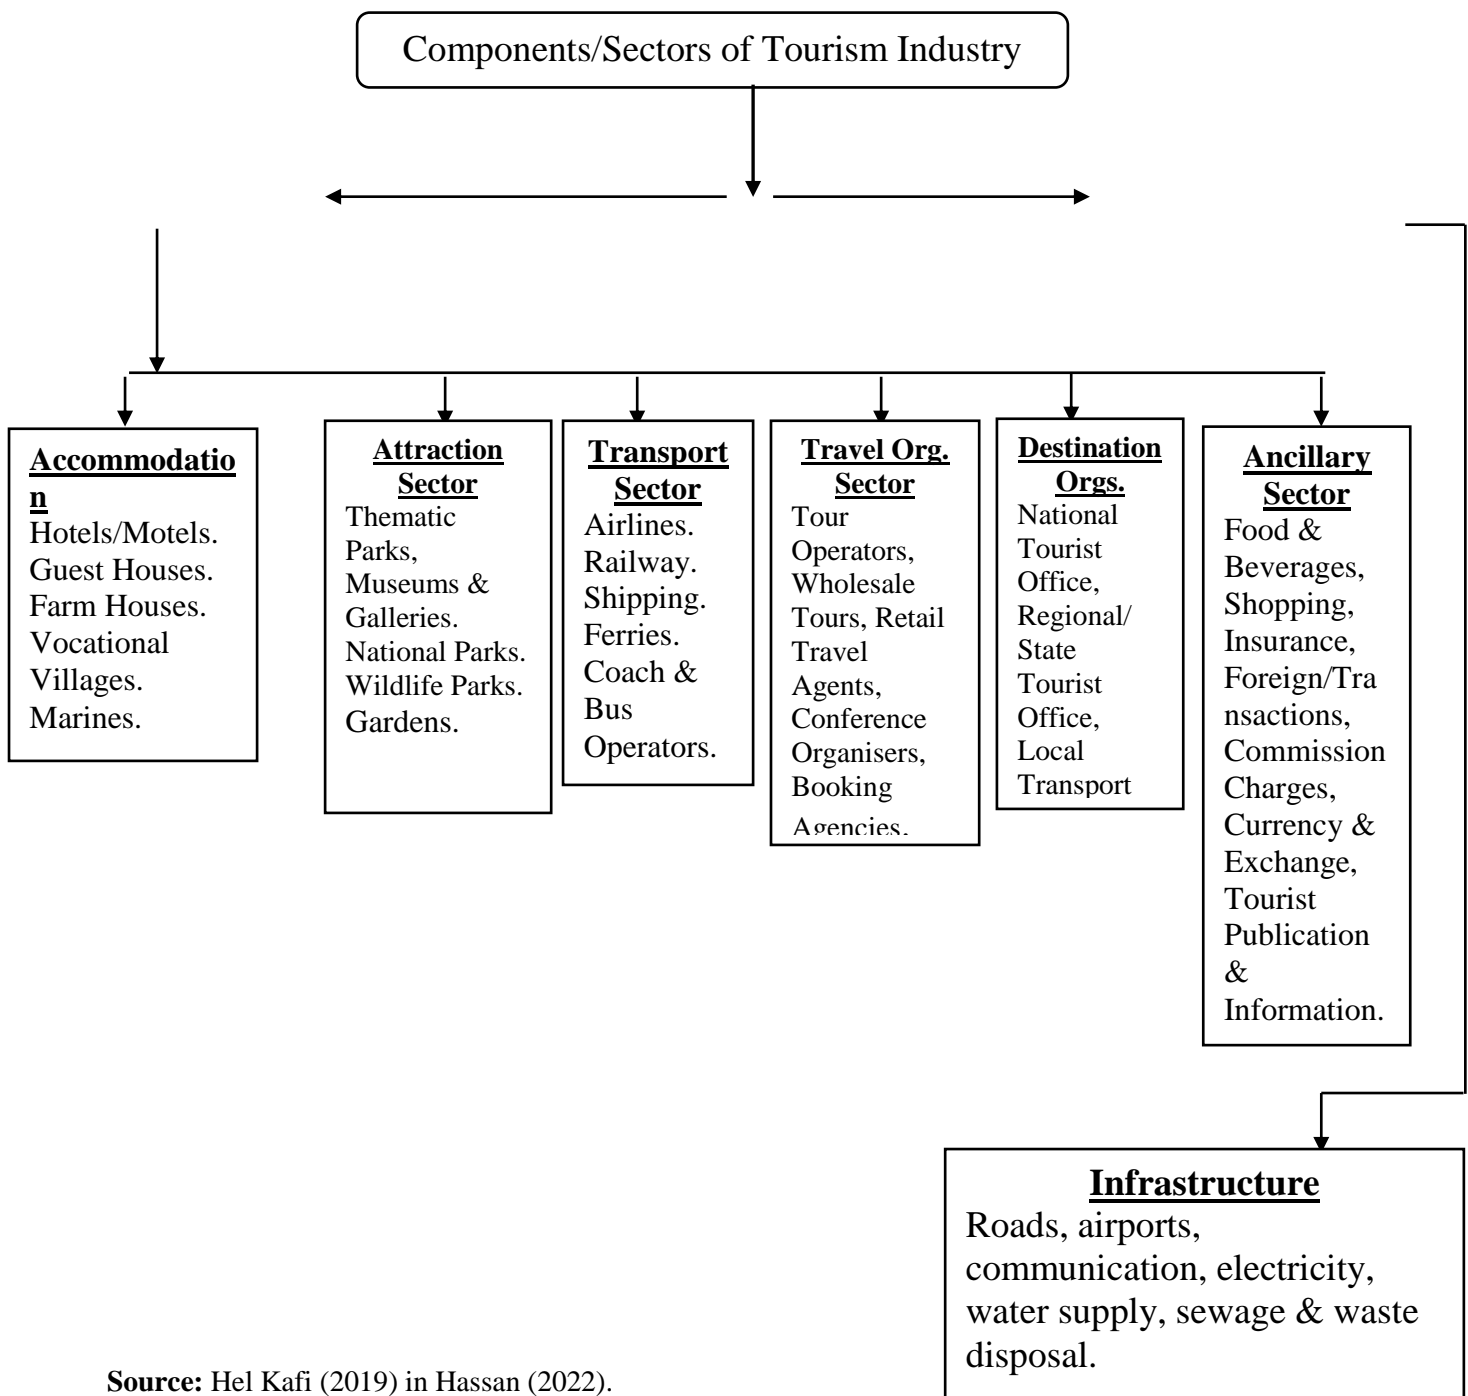 Components/Sectors of Tourism Industry
Accommodatio
n
Hotels/Motels.
Guest Houses.
Farm Houses.
Vocational
Villages.
Marines.
Attraction
Sector
Thematic
Parks,
Museums &
Galleries.
National Parks.
Wildlife Parks.
Gardens.
Transport
Sector
Airlines.
Railway.
Shipping.
Ferries.
Coach &
Bus
Operators.
Travel Org.
Sector
Tour
Operators,
Wholesale
Tours, Retail
Travel
Agents,
Conference
Organisers,
Booking
Agencies.
Destination
Orgs.
National
Tourist
Office,
Regional/
State
Tourist
Office,
Local
Transport
Ancillary
Sector
Food &
Beverages,
Shopping,
Insurance,
Foreign/Tra
nsactions,
Commission
Charges,
Currency &
Exchange,
Tourist
Publication
&
Information.
Infrastructure
Roads, airports,
communication, electricity,
water supply, sewage & waste
disposal.
Source: Hel Kafi (2019) in Hassan (2022).